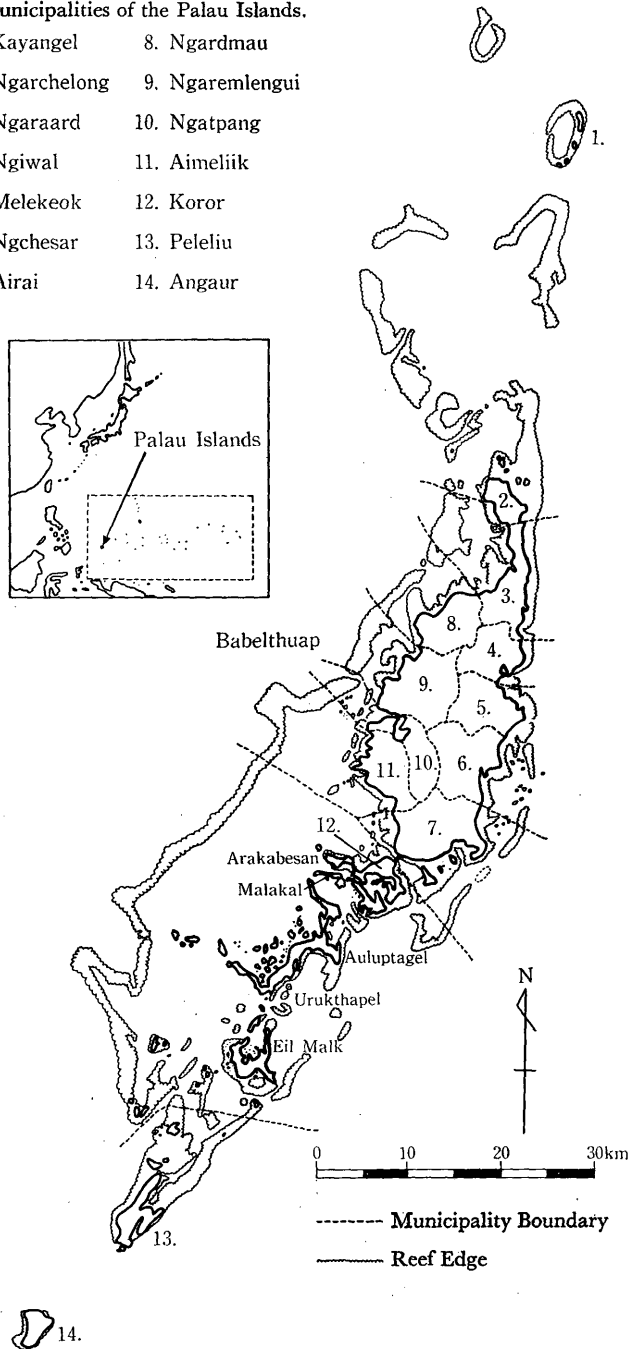 unicipalities of the Palau Islands.
Kayangel 8. Ngardmau
Ngarchelong 9. Ngaremlengui
Ngaraard 10. Ngatpang
Ngiwal 11. Aimeliik
Melekeok 12. Koror
Ngchesar 13. Peleliu
Airai 14. Angaur
1.
Palau Islands
2.
3.
8.
4.
Babelthuap
9.
5.
11.
10.
6.
12.
7.
Arakabesan
Malakal
Auluptagel
N
Urukthapel
Eil Malk
0 10 20 30km
13.
Municipality Boundary
Reef Edge
14.